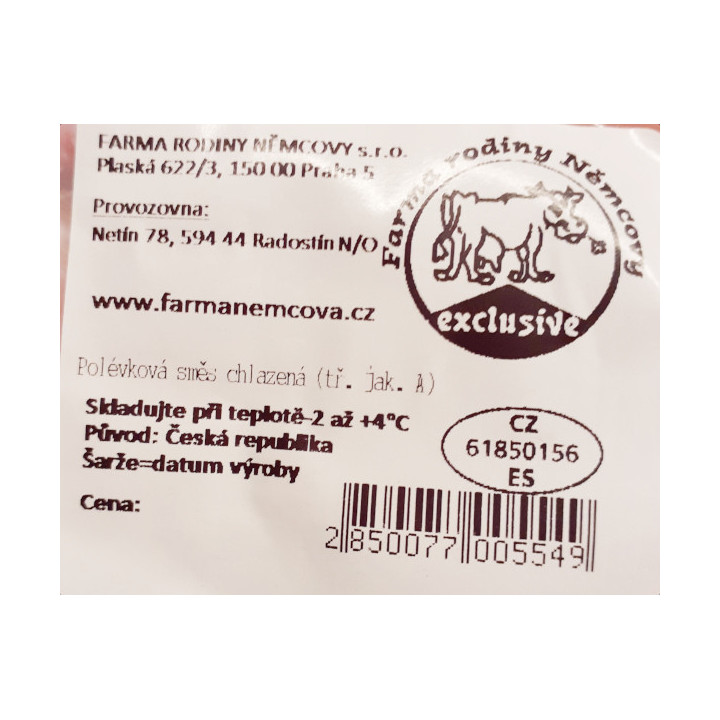 FARMA RODINY NĚMCOVY s.r.o.
Plaská 622/3, 150 00 Praha 5
Provozovna:
Netín 78, 594 44 Radostín N/O
www.farmanemcova.cz
Farma rodiny Němcovy
exclusive
Polévková směs chlazená (tř. jak. A)
Skladujte při teplotě-2 až +4°C
Původ: Česká republika
Šarže=datum výroby
Cena:
CZ
61850156
ES
2 850077 005549